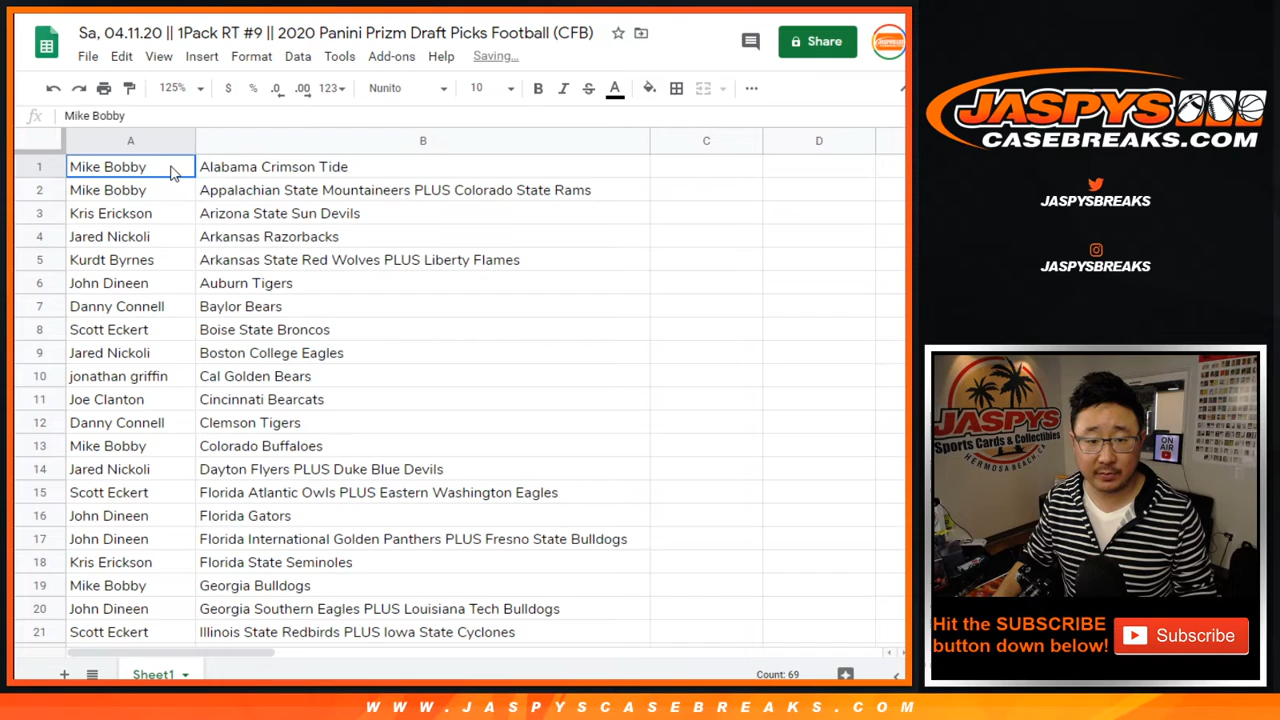 Sa, 04.11.20 || 1Pack RT #9 || 2020 Panini Prizm Draft Picks Football (CFB)
File Edit View Insert Format Data Tools Add-ons Help Saving...
Share
125% $ % .0 .00 123 Nunito 10 B I S A
fx Mike Bobby
A B C D
1 Mike Bobby Alabama Crimson Tide
2 Mike Bobby Appalachian State Mountaineers PLUS Colorado State Rams
3 Kris Erickson Arizona State Sun Devils
4 Jared Nickoli Arkansas Razorbacks
5 Kurdt Byrnes Arkansas State Red Wolves PLUS Liberty Flames
6 John Dineen Auburn Tigers
7 Danny Connell Baylor Bears
8 Scott Eckert Boise State Broncos
9 Jared Nickoli Boston College Eagles
10 jonathan griffin Cal Golden Bears
11 Joe Clanton Cincinnati Bearcats
12 Danny Connell Clemson Tigers
13 Mike Bobby Colorado Buffaloes
14 Jared Nickoli Dayton Flyers PLUS Duke Blue Devils
15 Scott Eckert Florida Atlantic Owls PLUS Eastern Washington Eagles
16 John Dineen Florida Gators
17 John Dineen Florida International Golden Panthers PLUS Fresno State Bulldogs
18 Kris Erickson Florida State Seminoles
19 Mike Bobby Georgia Bulldogs
20 John Dineen Georgia Southern Eagles PLUS Louisiana Tech Bulldogs
21 Scott Eckert Illinois State Redbirds PLUS Iowa State Cyclones
Sheet1 Count: 69
JASPYS
CASEBREAKS.COM
JASPYSBREAKS
JASPYSBREAKS
JASPYS
Sports Cards & Collectibles
HERMOSA BEACH, CA
ON
AIR
Hit the SUBSCRIBE
button down below!
Subscribe
WWW.JASPYSCASEBREAKS.COM